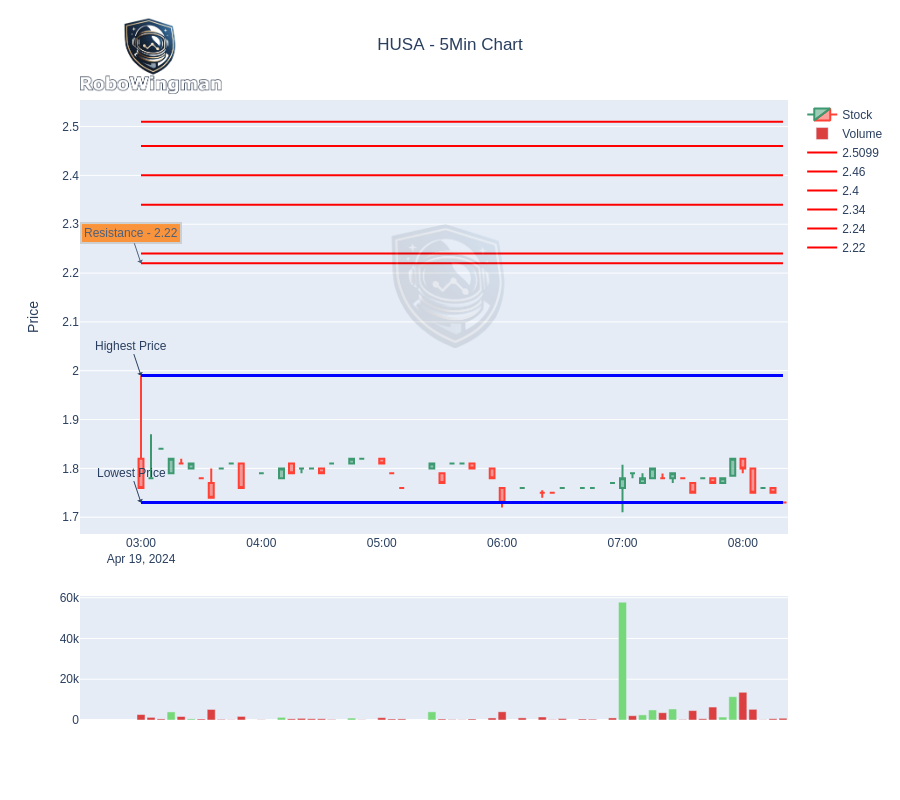 HUSA - 5Min Chart
RoboWingman
Stock
Volume
2.5099
2.46
2.4
2.34
2.24
2.22
Price
2.5
2.4
2.3
2.2
2.1
2
1.9
1.8
1.7
Resistance - 2.22
Highest Price
Lowest Price
03:00
04:00
05:00
06:00
07:00
08:00
Apr 19, 2024
60k
40k
20k
0